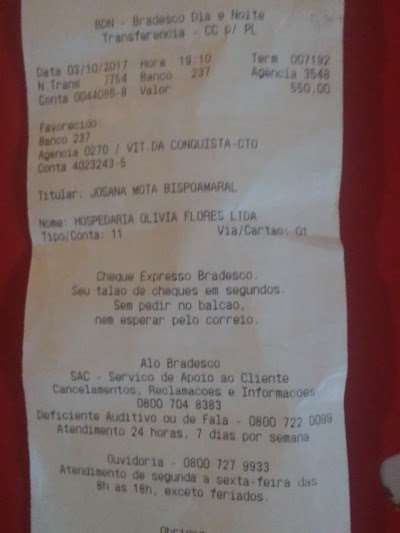 BDN - Bradesco Dia e Noite
Transferencia - CC p/ PL
Data 03/10/2017 Hora 19:10 Term 007192
N.Trans 7754 Banco 237 Agencia 3548
Conta 0044086-8 Valor 550,00
Favorecido:
Banco 237
Agencia 0270 / VIT.DA CONQUISTA-CTO
Conta 4023243-5
Titular: JOSANA MOTA BISPOAMARAL
Nome: HOSPEDARIA OLIVIA FLORES LTDA
Tipo/Conta: 11 Via/Cartao: 01
Cheque Expresso Bradesco.
Seu talao de cheques em segundos.
Sem pedir no balcao,
nem esperar pelo correio.
Alo Bradesco
SAC - Servico de Apoio ao Cliente
Cancelamentos, Reclamacoes e Informacoes
0800 704 8383
Deficiente Auditivo ou de Fala - 0800 722 0099
Atendimento 24 horas, 7 dias por semana
Ouvidoria - 0800 727 9933
Atendimento de segunda a sexta-feira das
8h as 18h, exceto feriados.